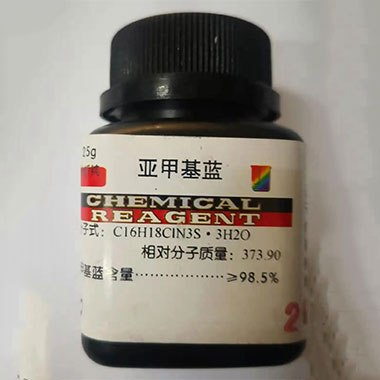 25g
亚甲基蓝
CHEMICAL
REAGENT
子式：C16H18ClN3S·3H2O
相对分子质量：373.90
基蓝含量……………≥98.5%
2